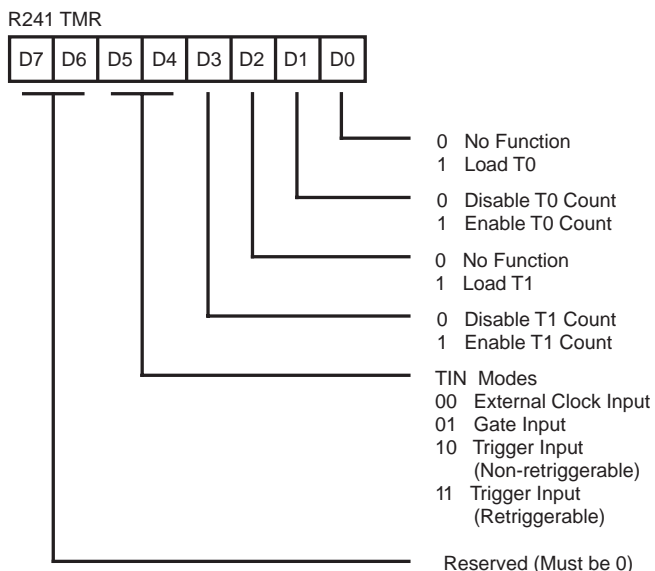 R241 TMR
D7 D6 D5 D4 D3 D2 D1 D0
0 No Function
1 Load T0
0 Disable T0 Count
1 Enable T0 Count
0 No Function
1 Load T1
0 Disable T1 Count
1 Enable T1 Count
TIN Modes
00 External Clock Input
01 Gate Input
10 Trigger Input
(Non-retriggerable)
11 Trigger Input
(Retriggerable)
Reserved (Must be 0)